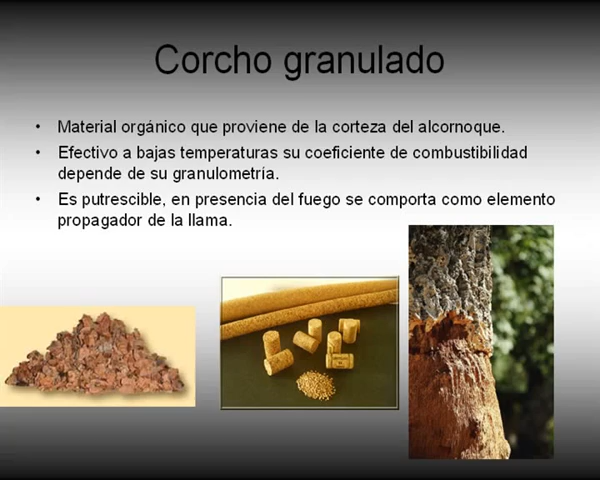 Corcho granulado
• Material orgánico que proviene de la corteza del alcornoque.
• Efectivo a bajas temperaturas su coeficiente de combustibilidad
depende de su granulometría.
• Es putrescible, en presencia del fuego se comporta como elemento
propagador de la llama.